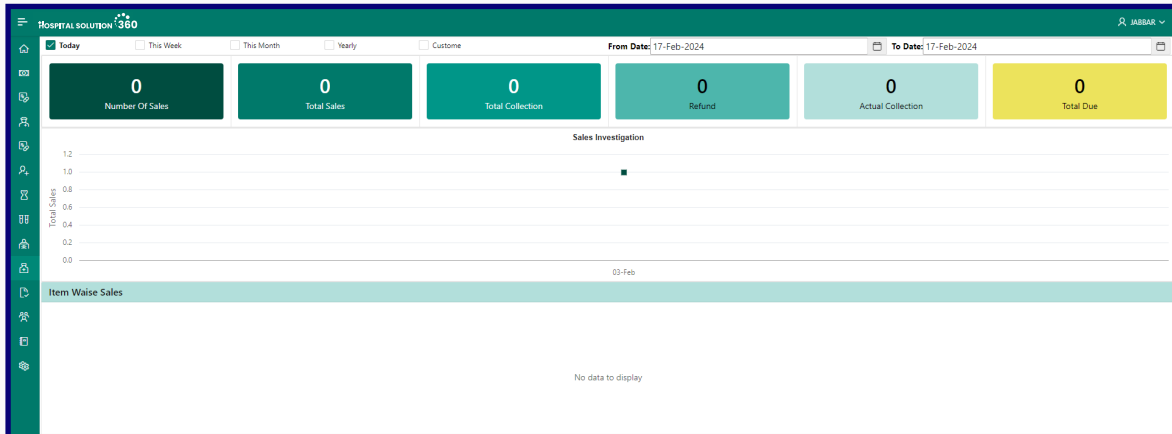 HOSPITAL SOLUTION 360
JABBAR
Today This Week This Month Yearly Custome From Date: 17-Feb-2024 To Date: 17-Feb-2024
0 0 0 0 0 0
Number Of Sales Total Sales Total Collection Refund Actual Collection Total Due
Sales Investigation
Total Sales
1.2
1.0
0.8
0.6
0.4
0.2
0.0
03-Feb
Item Waise Sales
No data to display